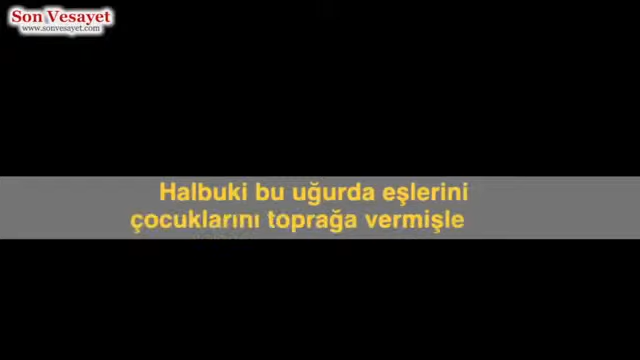 Son Vesayet
www.sonvesayet.com
Halbuki bu uğurda eşlerini
çocuklarını toprağa vermişle